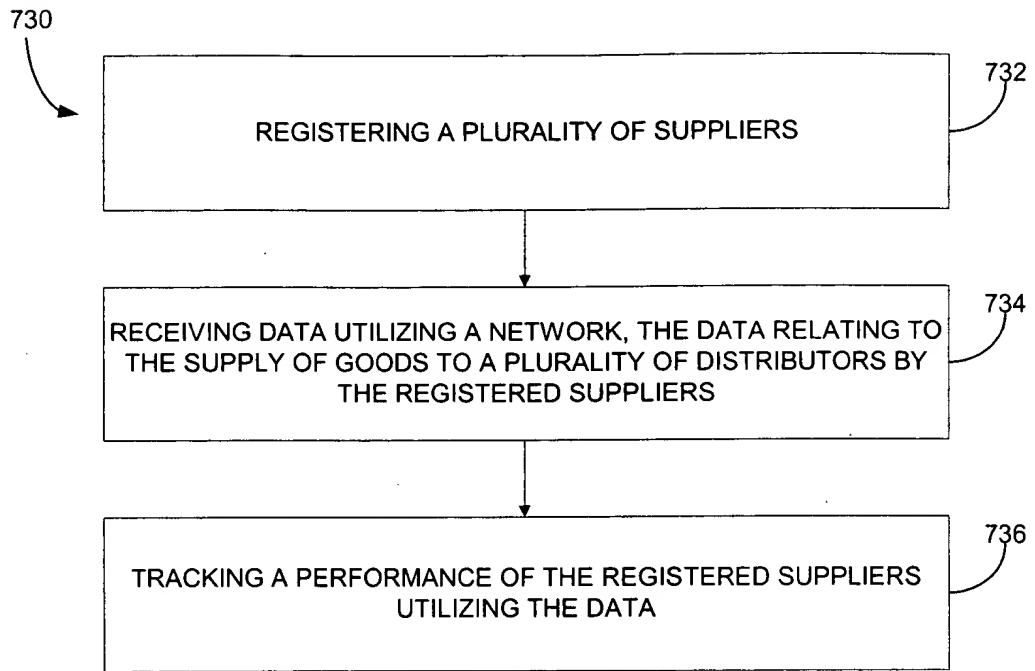 730
732
REGISTERING A PLURALITY OF SUPPLIERS
734
RECEIVING DATA UTILIZING A NETWORK, THE DATA RELATING TO
THE SUPPLY OF GOODS TO A PLURALITY OF DISTRIBUTORS BY
THE REGISTERED SUPPLIERS
736
TRACKING A PERFORMANCE OF THE REGISTERED SUPPLIERS
UTILIZING THE DATA